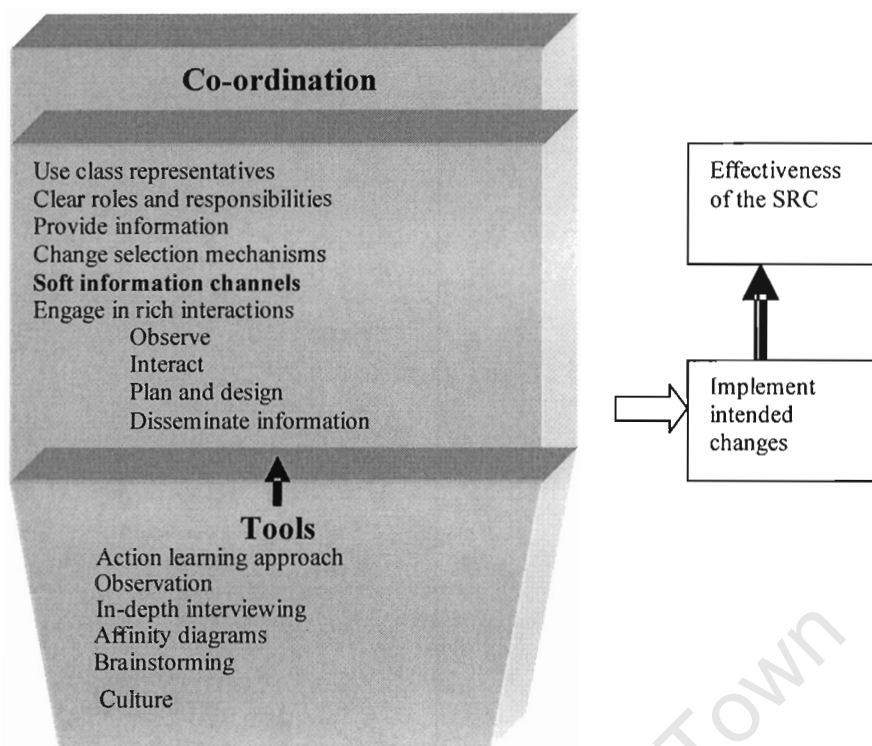 Co-ordination
Use class representatives
Clear roles and responsibilities
Provide information
Change selection mechanisms
Soft information channels
Engage in rich interactions
Observe
Interact
Plan and design
Disseminate information
Tools
Action learning approach
Observation
In-depth interviewing
Affinity diagrams
Brainstorming
Culture
Effectiveness
of the SRC
Implement
intended
changes
Town